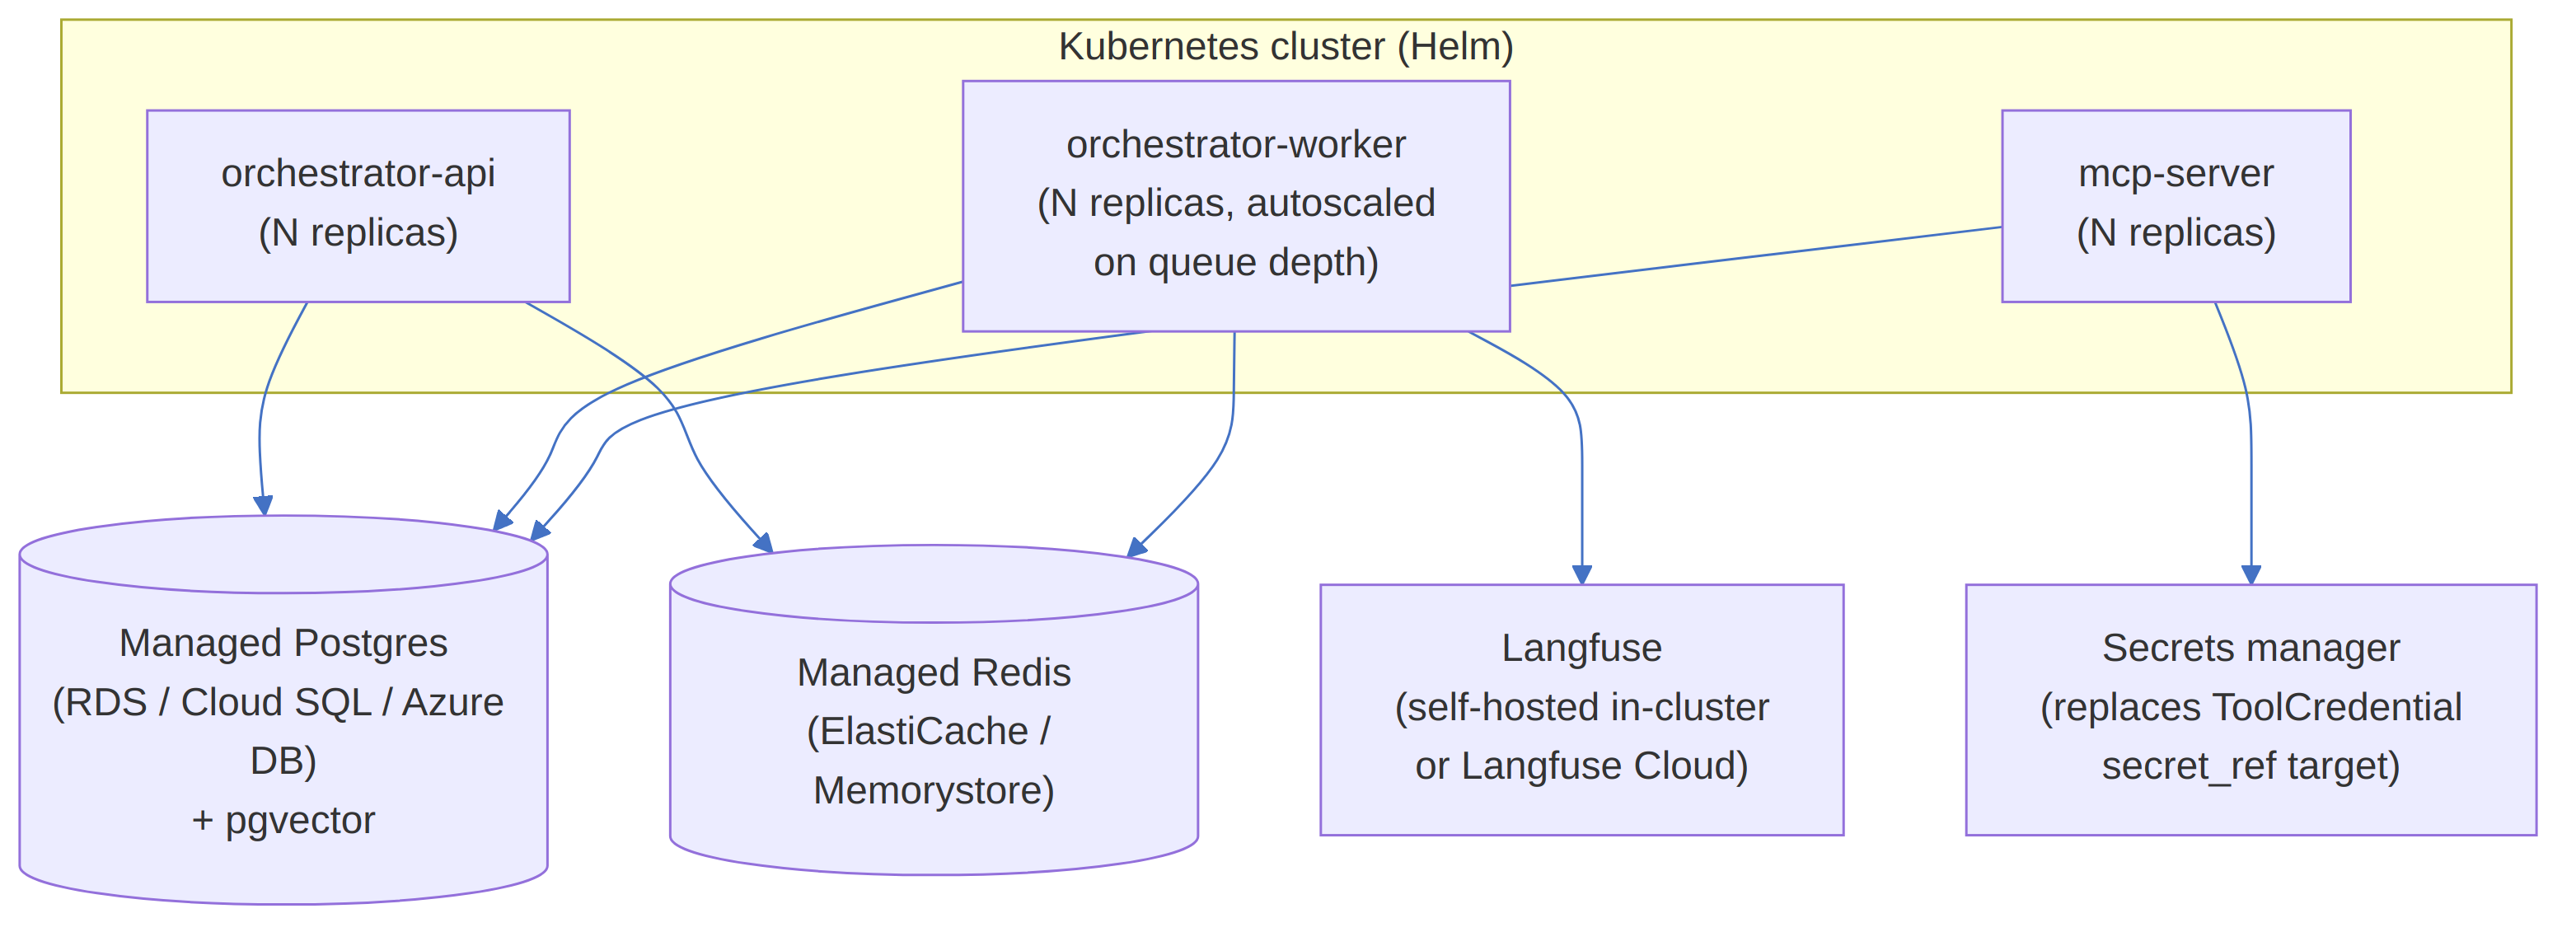 Kubernetes cluster (Helm)
orchestrator-api
(N replicas)
orchestrator-worker
(N replicas, autoscaled
on queue depth)
mcp-server
(N replicas)
Managed Postgres
(RDS / Cloud SQL / Azure
DB)
+ pgvector
Managed Redis
(ElastiCache /
Memorystore)
Langfuse
(self-hosted in-cluster
or Langfuse Cloud)
Secrets manager
(replaces ToolCredential
secret_ref target)